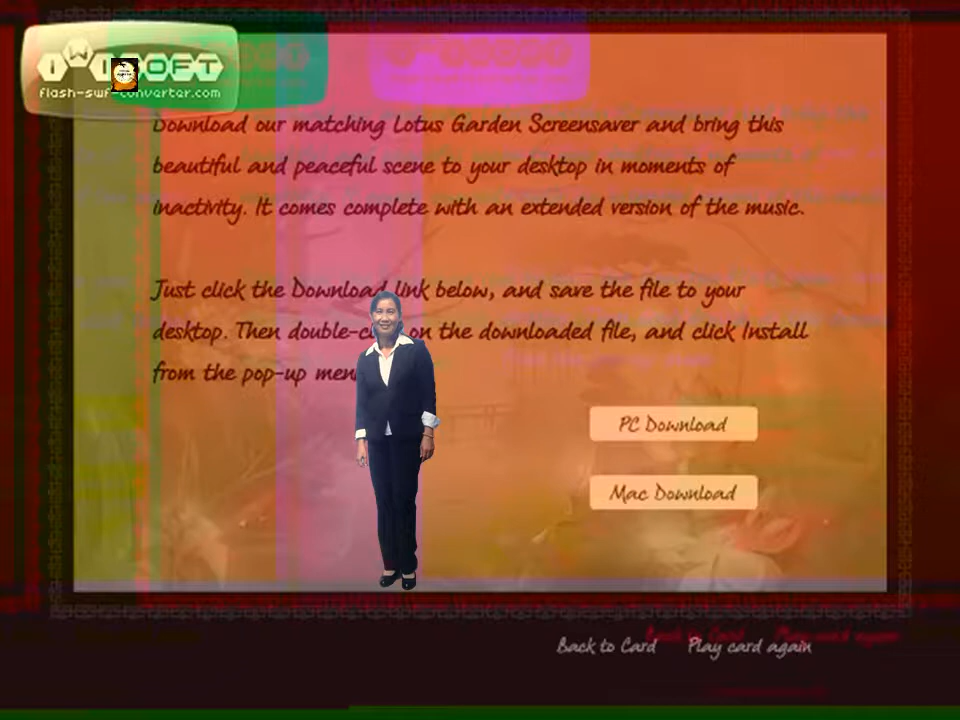 iWiSOFT
flash-swf-converter.com
Download our matching Lotus Garden Screensaver and bring this
beautiful and peaceful scene to your desktop in moments of
inactivity. It comes complete with an extended version of the music.
Just click the Download link below, and save the file to your
desktop. Then on the downloaded file, and click Install
from the pop-up
PC Download
Mac Download
Back to Card Play card again